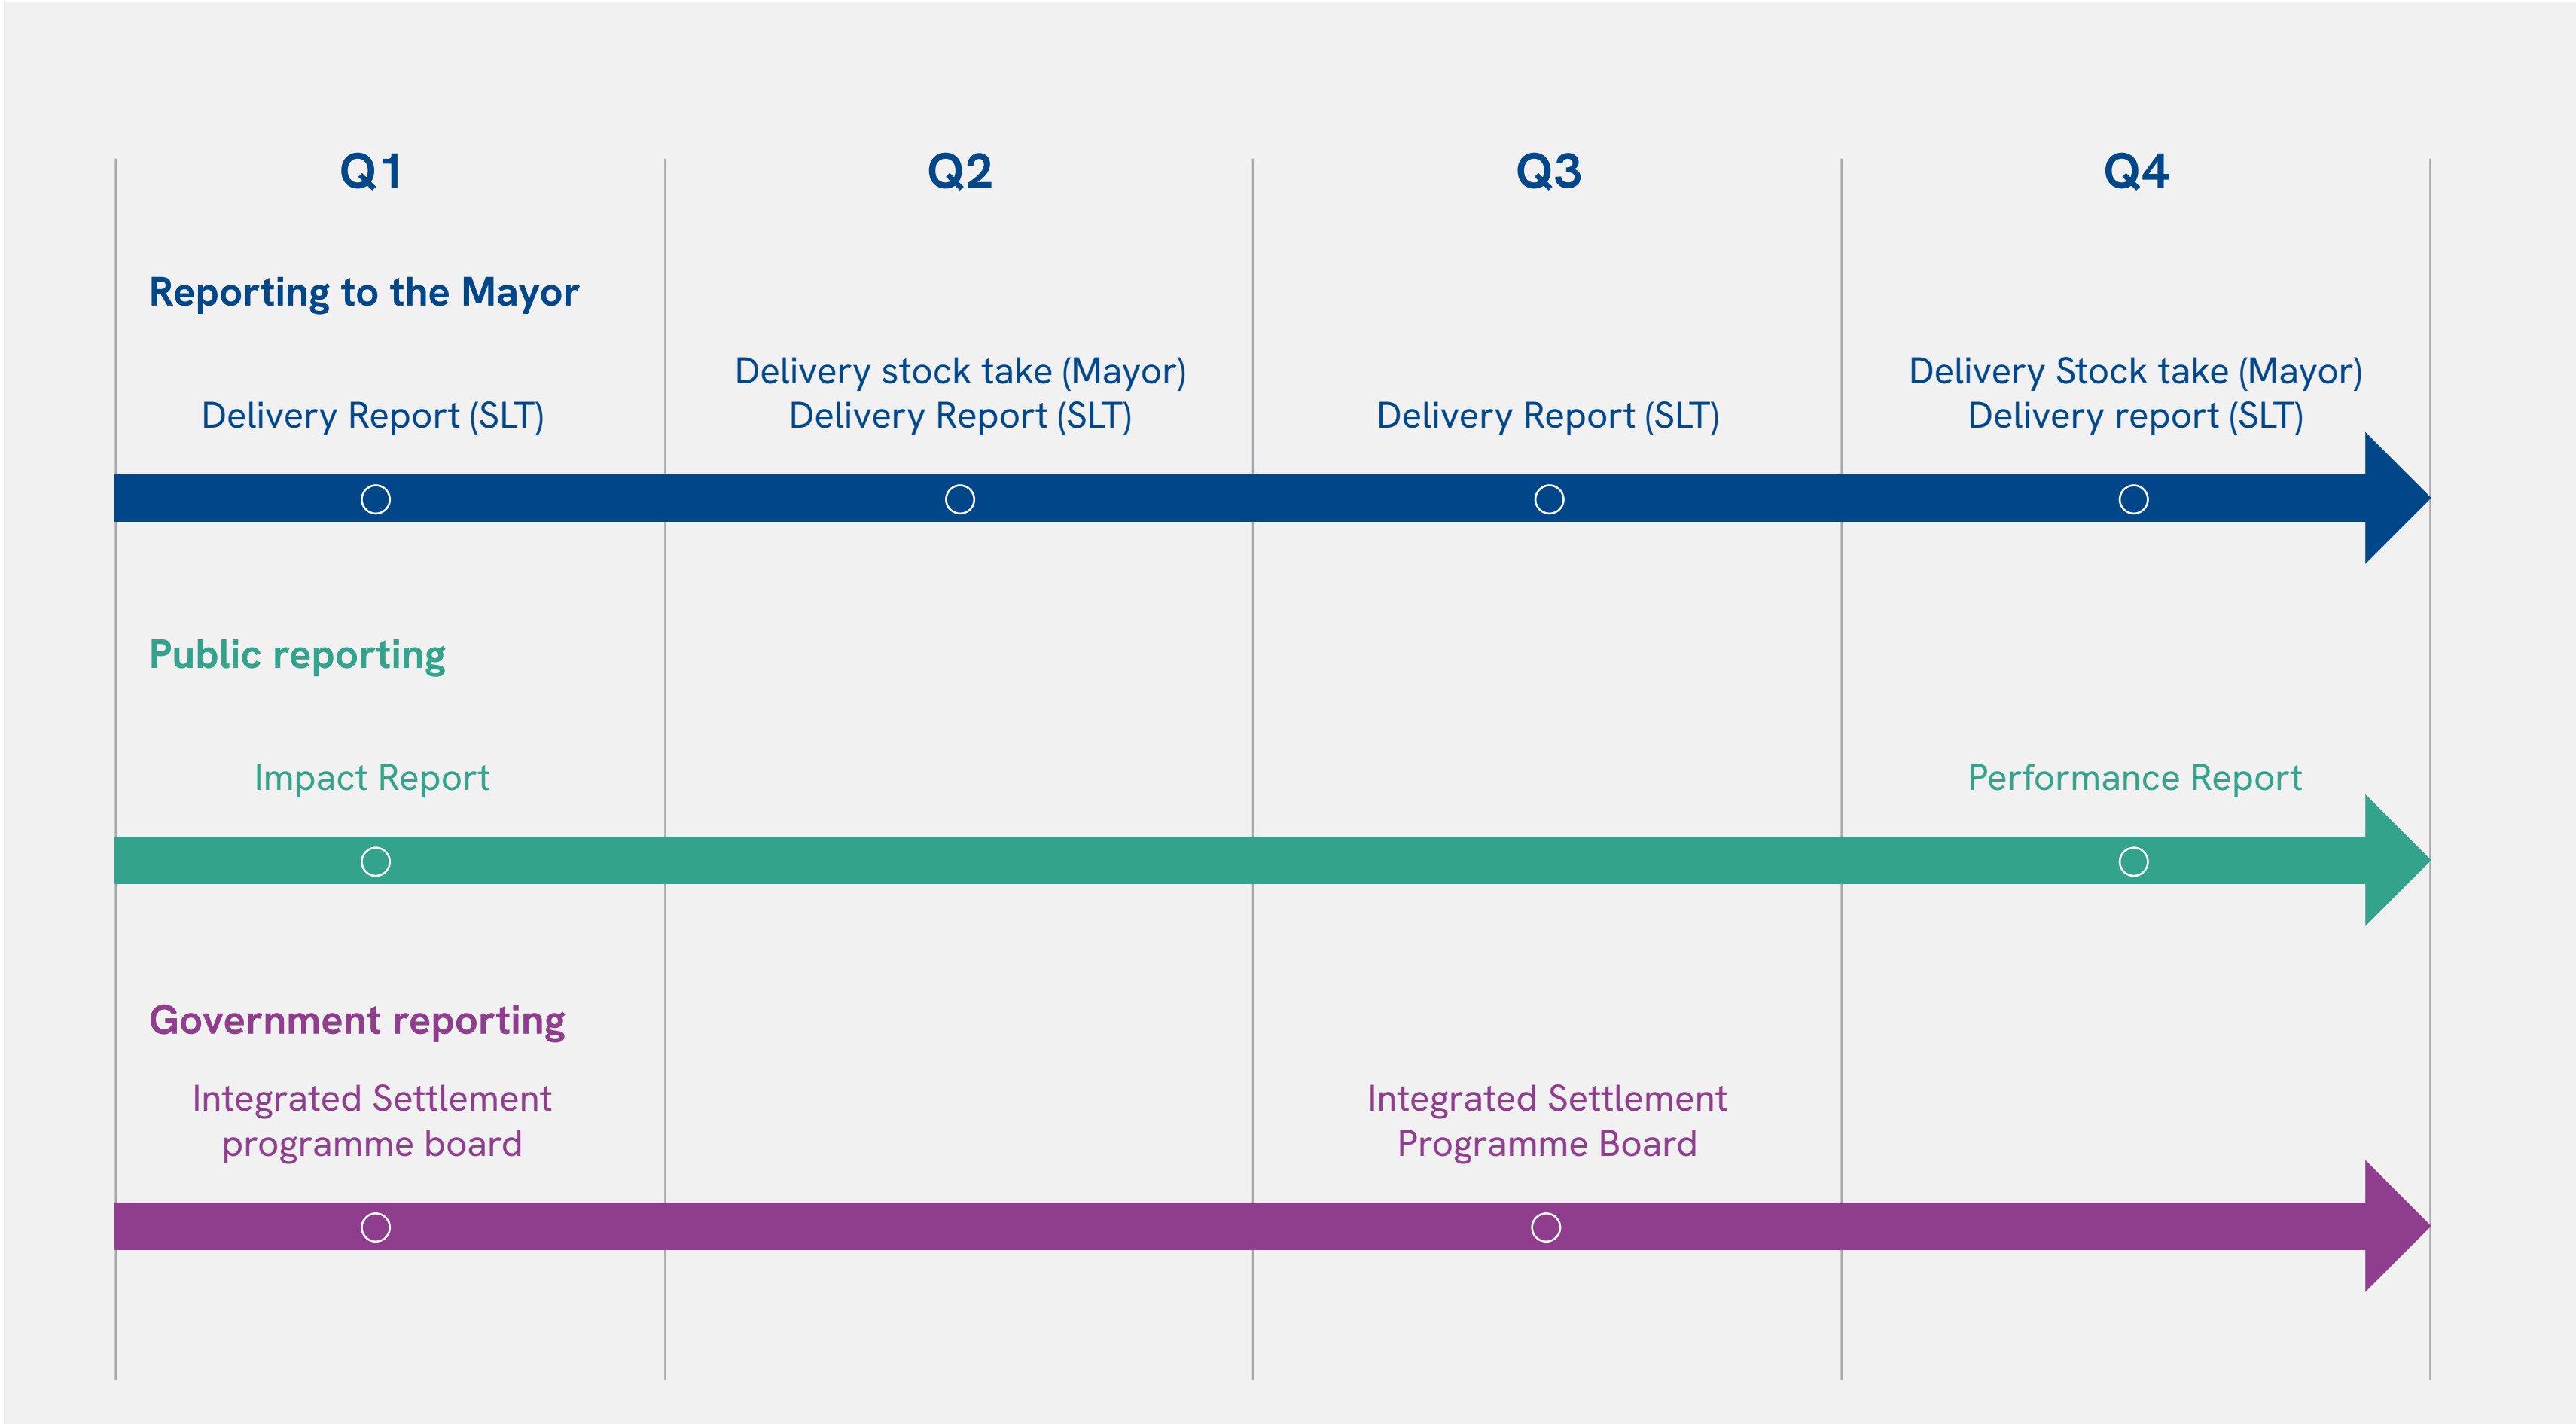 Q1
Q2
Q3
Q4
Reporting to the Mayor
Delivery Report (SLT)
Delivery stock take (Mayor)
Delivery Report (SLT)
Delivery Report (SLT)
Delivery Stock take (Mayor)
Delivery report (SLT)
Public reporting
Impact Report
Performance Report
Government reporting
Integrated Settlement
programme board
Integrated Settlement
Programme Board